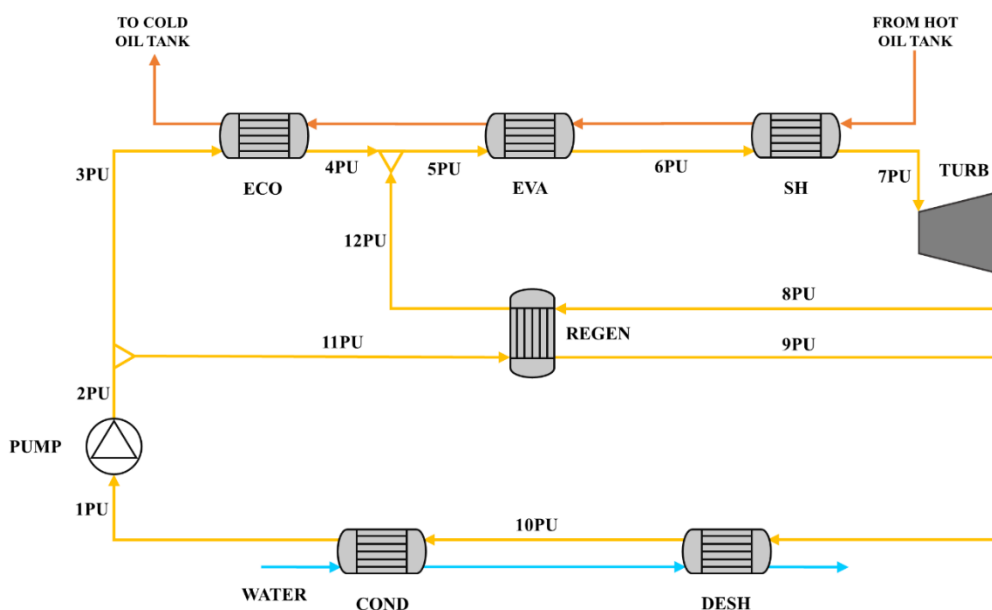 TO COLD
OIL TANK
FROM HOT
OIL TANK
3PU
ECO
4PU
5PU
EVA
6PU
SH
7PU
TURB
12PU
8PU
REGEN
11PU
9PU
2PU
PUMP
1PU
10PU
WATER
COND
DESH